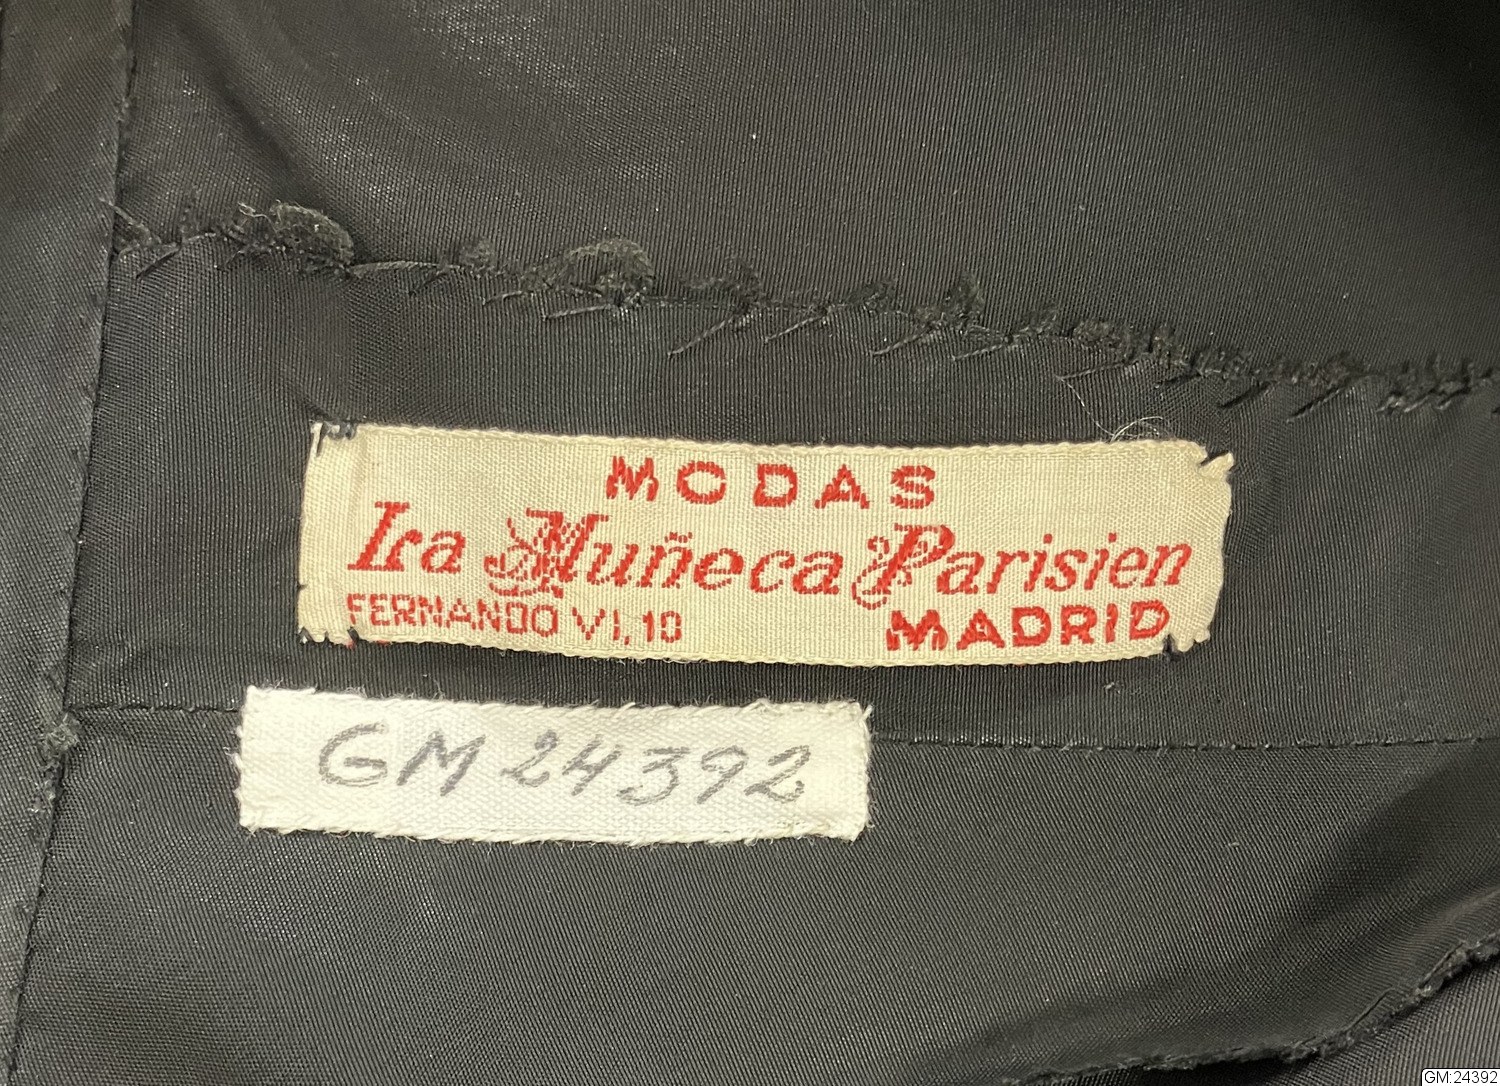 MODAS
La Muñeca Parisien
FERNANDO VI, 10 MADRID
GM 24392
GM:24392